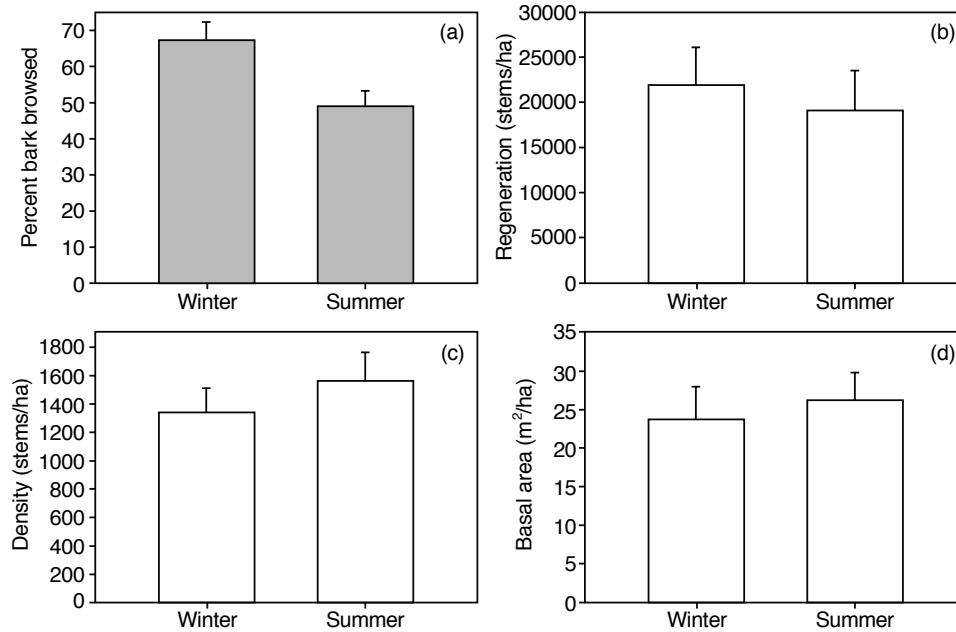 (a)
Percent bark browsed
70
60
50
40
30
20
10
0
Winter Summer
(b)
Regeneration (stems/ha)
30000
25000
20000
15000
10000
5000
0
Winter Summer
(c)
Density (stems/ha)
1800
1600
1400
1200
1000
800
600
400
200
0
Winter Summer
(d)
Basal area (m²/ha)
35
30
25
20
15
10
5
0
Winter Summer